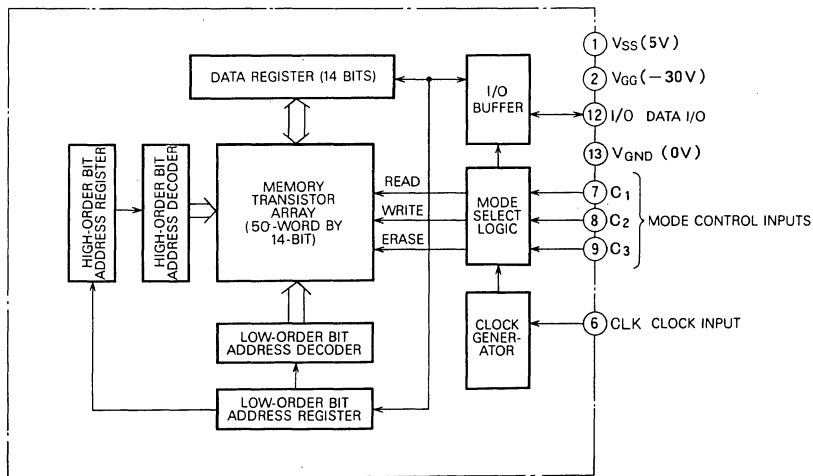 DATA REGISTER (14 BITS)
I/O
BUFFER
1 VSS (5V)
2 VGG (−30V)
12 I/O DATA I/O
13 VGND (0V)
HIGH-ORDER BIT
ADDRESS REGISTER
HIGH-ORDER BIT
ADDRESS DECODER
MEMORY
TRANSISTOR
ARRAY
(50-WORD BY
14-BIT)
READ
WRITE
ERASE
MODE
SELECT
LOGIC
7 C1
8 C2
9 C3
MODE CONTROL INPUTS
LOW-ORDER BIT
ADDRESS DECODER
CLOCK
GENER-
ATOR
6 CLK CLOCK INPUT
LOW-ORDER BIT
ADDRESS REGISTER